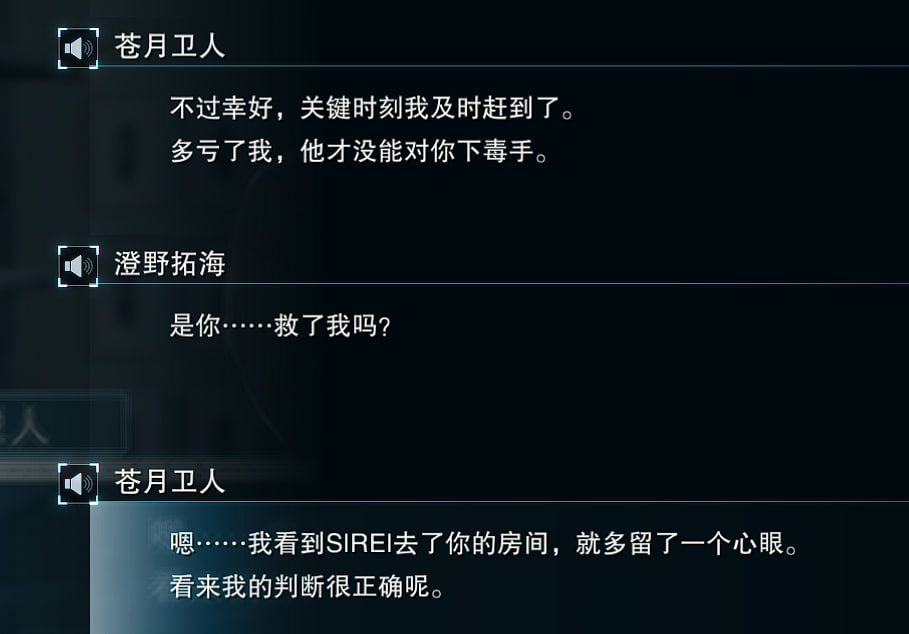 苍月卫人
不过幸好，关键时刻我及时赶到了。
多亏了我，他才没能对你下毒手。
澄野拓海
是你……救了我吗？
人
苍月卫人
嗯……我看到SIREI去了你的房间，就多留了一个心眼。
看来我的判断很正确呢。